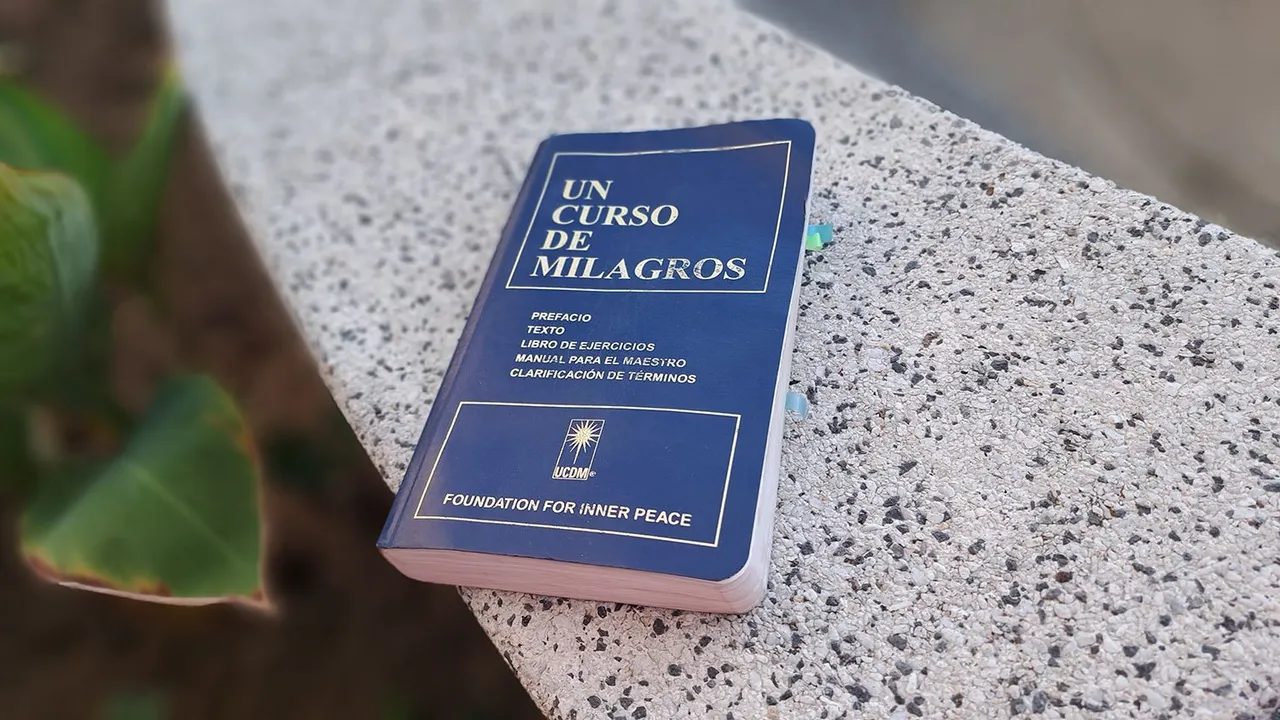 UN
CURSO
DE
MILAGROS
PREFACIO
TEXTO
LIBRO DE EJERCICIOS
MANUAL PARA EL MAESTRO
CLARIFICACIÓN DE TÉRMINOS
UCDM®
FOUNDATION FOR INNER PEACE